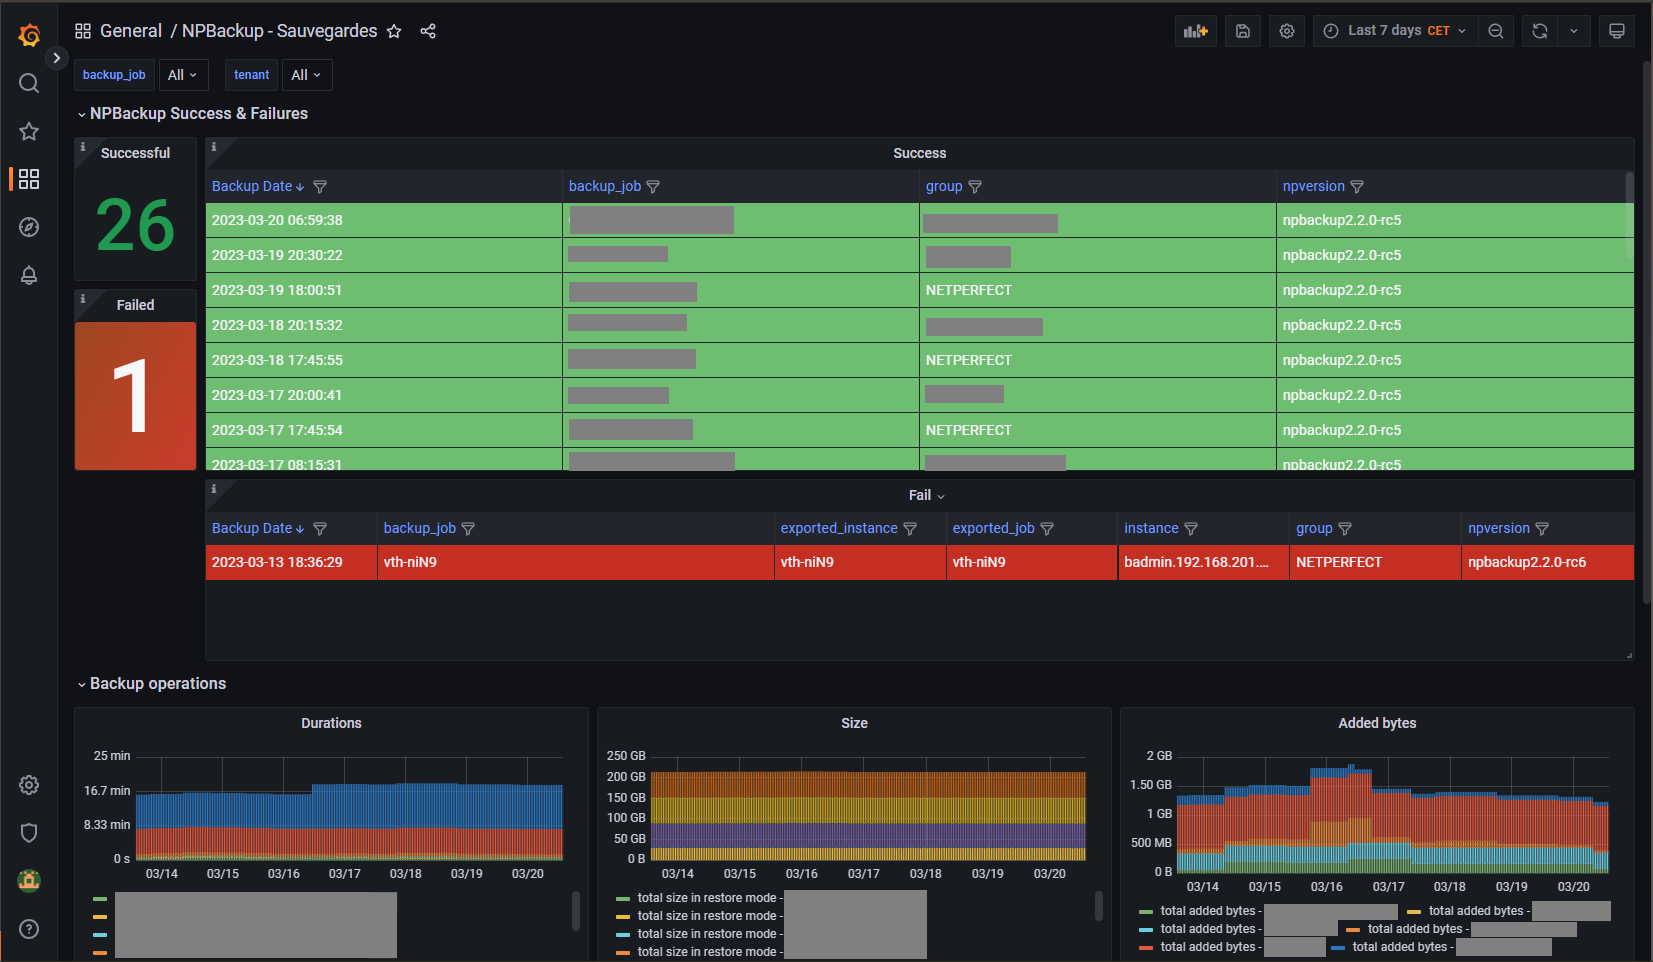 General / NPBackup - Sauvegardes
Last 7 days CET
backup_job All tenant All
NPBackup Success & Failures
Successful
26
Failed
1
Success
Backup Date backup_job group npversion
2023-03-20 06:59:38 npbackup2.2.0-rc5
2023-03-19 20:30:22 npbackup2.2.0-rc5
2023-03-19 18:00:51 NETPERFECT npbackup2.2.0-rc5
2023-03-18 20:15:32 npbackup2.2.0-rc5
2023-03-18 17:45:55 NETPERFECT npbackup2.2.0-rc5
2023-03-17 20:00:41 npbackup2.2.0-rc5
2023-03-17 17:45:54 NETPERFECT npbackup2.2.0-rc5
2023-03-17 08:15:31 npbackup2.2.0-rc5
Fail
Backup Date backup_job exported_instance exported_job instance group npversion
2023-03-13 18:36:29 vth-niN9 vth-niN9 vth-niN9 badmin.192.168.201.... NETPERFECT npbackup2.2.0-rc6
Backup operations
Durations
25 min
16.7 min
8.33 min
0 s
03/14 03/15 03/16 03/17 03/18 03/19 03/20
Size
250 GB
200 GB
150 GB
100 GB
50 GB
0 B
03/14 03/15 03/16 03/17 03/18 03/19 03/20
total size in restore mode -
total size in restore mode -
total size in restore mode -
total size in restore mode -
Added bytes
2 GB
1.50 GB
1 GB
500 MB
0 B
03/14 03/15 03/16 03/17 03/18 03/19 03/20
total added bytes - total added bytes -
total added bytes - total added bytes -
total added bytes - total added bytes -